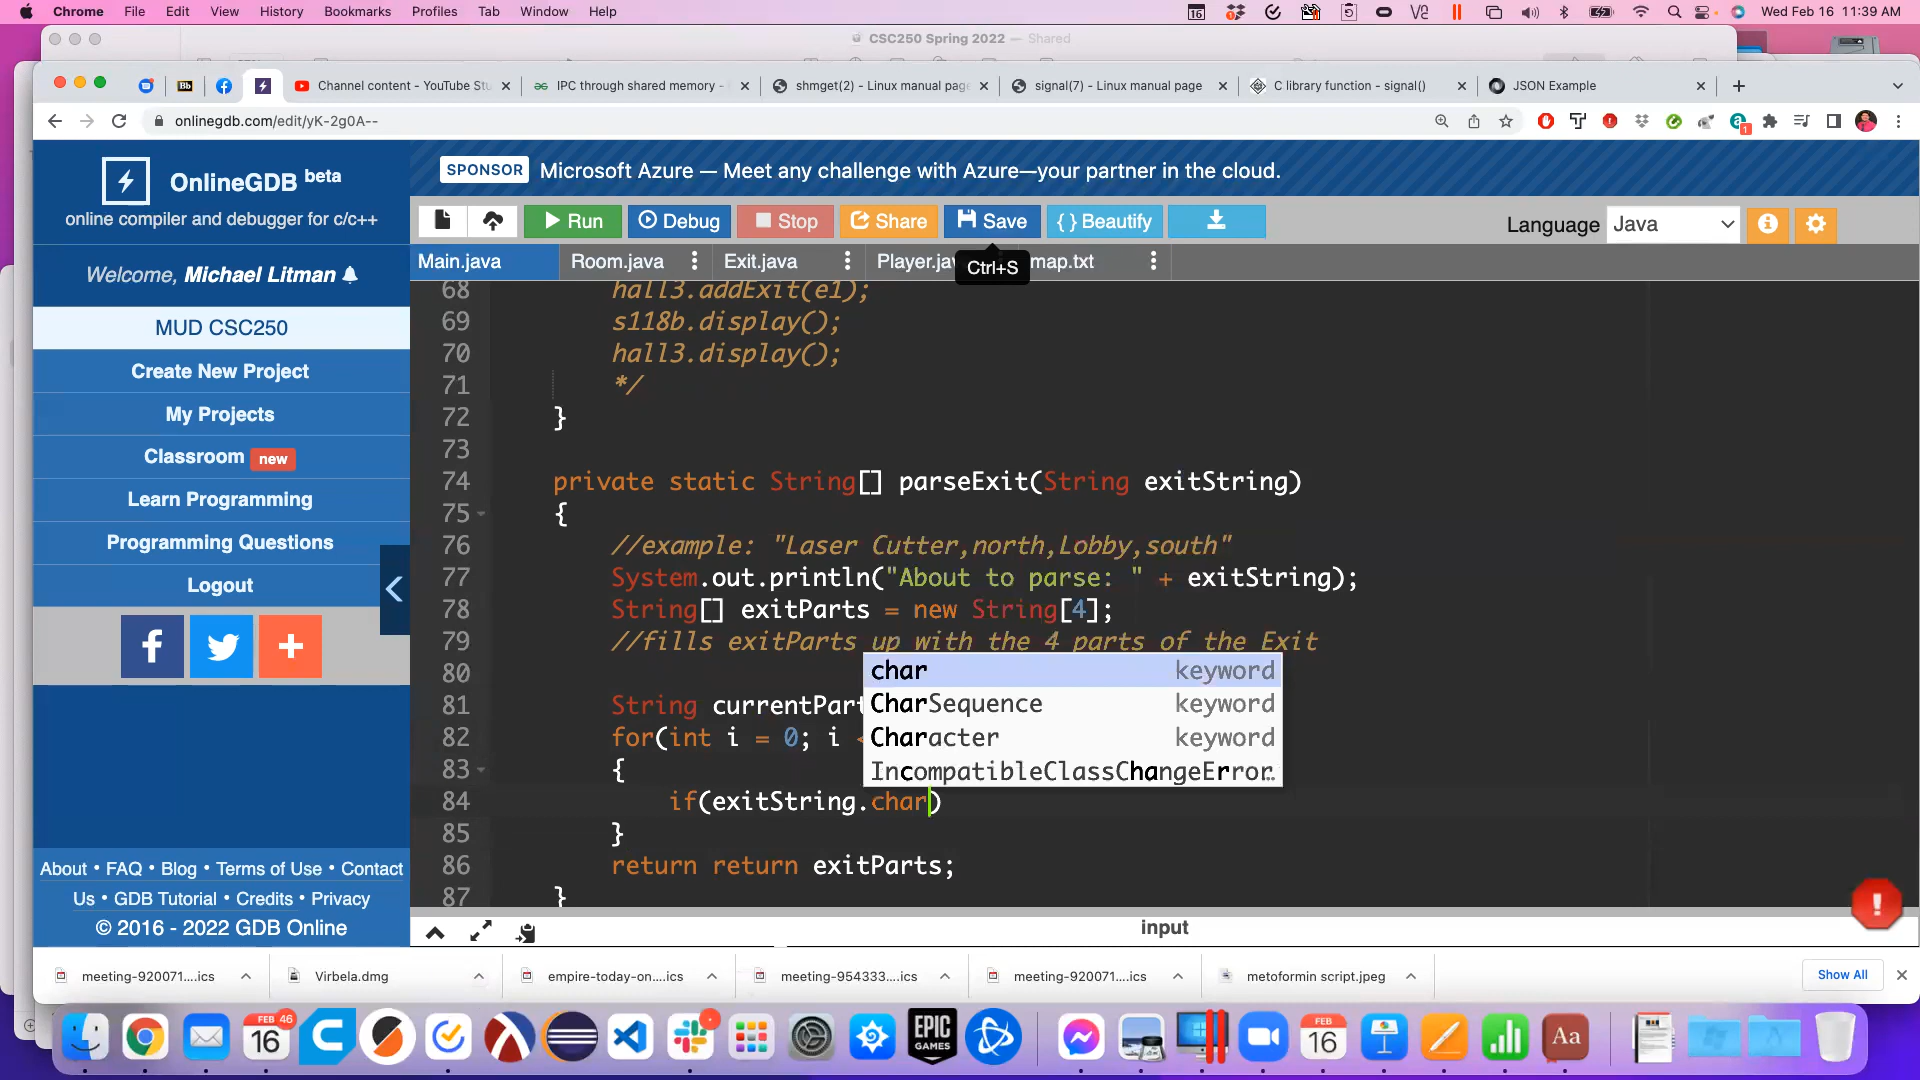 Chrome File Edit View History Bookmarks Profiles Tab Window Help 16 Wed Feb 16 11:39 AM
CSC250 Spring 2022 — Shared
Bb Channel content - YouTube Stu IPC through shared memory - shmget(2) - Linux manual page signal(7) - Linux manual page C library function - signal() JSON Example
onlinegdb.com/edit/yK-2g0A--
OnlineGDB beta
online compiler and debugger for c/c++
SPONSOR Microsoft Azure — Meet any challenge with Azure—your partner in the cloud.
Run Debug Stop Share Save { } Beautify
Language Java
Welcome, Michael Litman
MUD CSC250
Create New Project
My Projects
Classroom new
Learn Programming
Programming Questions
Logout
Main.java Room.java Exit.java Player.jav map.txt
Ctrl+S
68 hall3.addExit(e1);
69 s118b.display();
70 hall3.display();
71 */
72 }
73
74 private static String[] parseExit(String exitString)
75 {
76 //example: "Laser Cutter,north,Lobby,south"
77 System.out.println("About to parse: " + exitString);
78 String[] exitParts = new String[4];
79 //fills exitParts up with the 4 parts of the Exit
80
81 String currentPart
82 for(int i = 0; i <
83 {
84 if(exitString.char)
85 }
86 return return exitParts;
87 }
char keyword
CharSequence keyword
Character keyword
IncompatibleClassChangeError…
About • FAQ • Blog • Terms of Use • Contact
Us • GDB Tutorial • Credits • Privacy
© 2016 - 2022 GDB Online
input
meeting-920071....ics Virbela.dmg empire-today-on....ics meeting-954333....ics meeting-920071....ics metoformin script.jpeg Show All
FEB 46
16
EPIC
GAMES
FEB
16
Aa